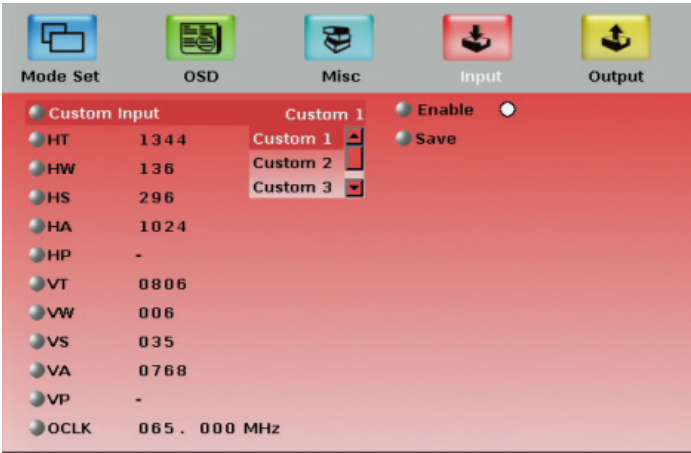 Mode Set OSD Misc Input Output
Custom Input Custom 1 Enable
HT 1344 Custom 1 Save
HW 136 Custom 2
HS 296 Custom 3
HA 1024
HP -
VT 0806
VW 006
VS 035
VA 0768
VP -
OCLK 065. 000 MHz